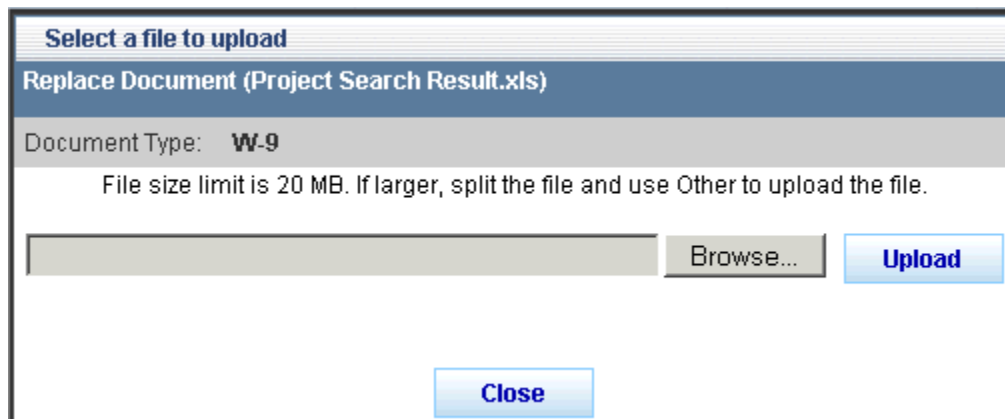 Select a file to upload
Replace Document (Project Search Result.xls)
Document Type: W-9
File size limit is 20 MB. If larger, split the file and use Other to upload the file.
Browse... Upload
Close